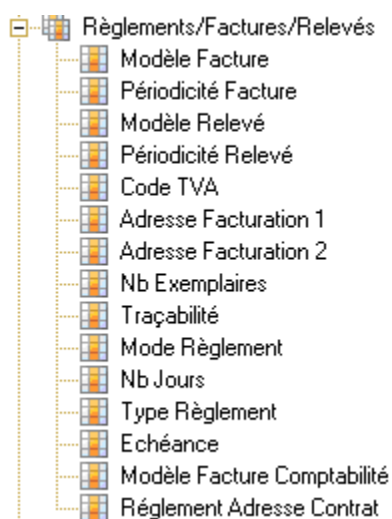 Règlements/Factures/Relevés
Modèle Facture
Périodicité Facture
Modèle Relevé
Périodicité Relevé
Code TVA
Adresse Facturation 1
Adresse Facturation 2
Nb Exemplaires
Traçabilité
Mode Règlement
Nb Jours
Type Règlement
Echéance
Modèle Facture Comptabilité
Réglement Adresse Contrat